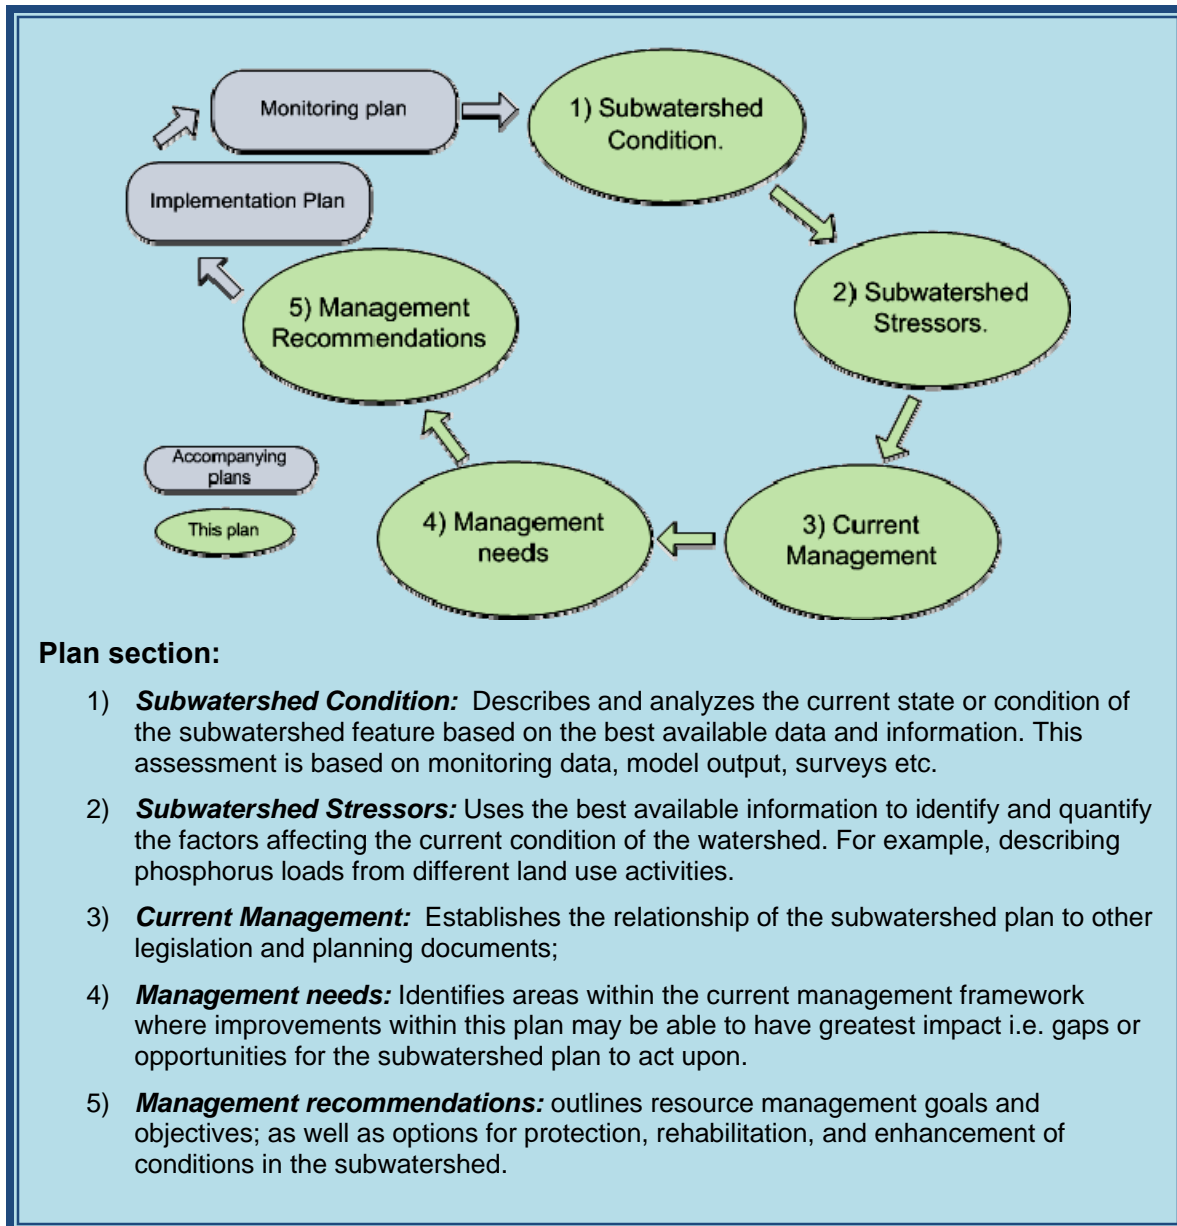 Monitoring plan
1) Subwatershed
Condition.
Implementation Plan
2) Subwatershed
Stressors.
5) Management
Recommendations
Accompanying
plans
This plan
4) Management
needs
3) Current
Management
Plan section:
1) Subwatershed Condition: Describes and analyzes the current state or condition of
the subwatershed feature based on the best available data and information. This
assessment is based on monitoring data, model output, surveys etc.
2) Subwatershed Stressors: Uses the best available information to identify and quantify
the factors affecting the current condition of the watershed. For example, describing
phosphorus loads from different land use activities.
3) Current Management: Establishes the relationship of the subwatershed plan to other
legislation and planning documents;
4) Management needs: Identifies areas within the current management framework
where improvements within this plan may be able to have greatest impact i.e. gaps or
opportunities for the subwatershed plan to act upon.
5) Management recommendations: outlines resource management goals and
objectives; as well as options for protection, rehabilitation, and enhancement of
conditions in the subwatershed.